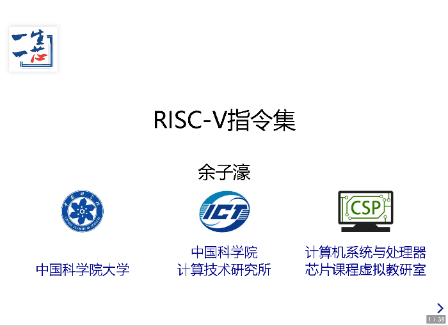 一生
一芯
RISC-V指令集
余子濠
ICT
CSP
中国科学院大学
中国科学院
计算技术研究所
计算机系统与处理器
芯片课程虚拟教研室